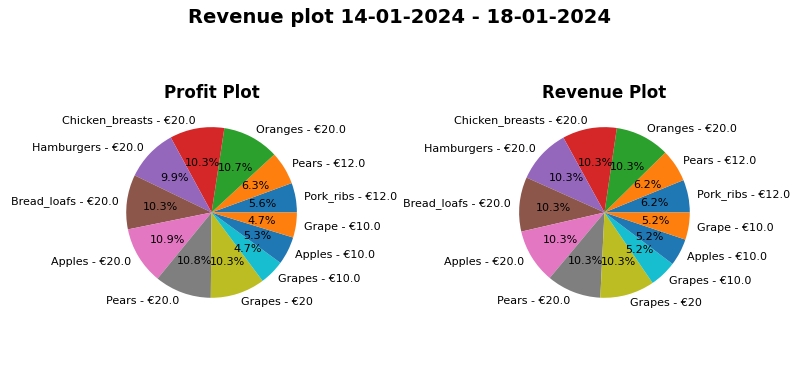 Revenue plot 14-01-2024 - 18-01-2024
Profit Plot
Chicken_breasts - €20.0
Oranges - €20.0
Hamburgers - €20.0
Pears - €12.0
Bread_loafs - €20.0
Pork_ribs - €12.0
Grape - €10.0
Apples - €20.0
Apples - €10.0
Pears - €20.0
Grapes - €10.0
Grapes - €20
10.3%
10.7%
9.9%
6.3%
10.3%
5.6%
4.7%
10.9%
5.3%
10.8%
4.7%
10.3%
Revenue Plot
Chicken_breasts - €20.0
Oranges - €20.0
Hamburgers - €20.0
Pears - €12.0
Bread_loafs - €20.0
Pork_ribs - €12.0
Grape - €10.0
Apples - €20.0
Apples - €10.0
Pears - €20.0
Grapes - €10.0
Grapes - €20
10.3%
10.3%
10.3%
6.2%
10.3%
6.2%
5.2%
10.3%
5.2%
10.3%
5.2%
10.3%